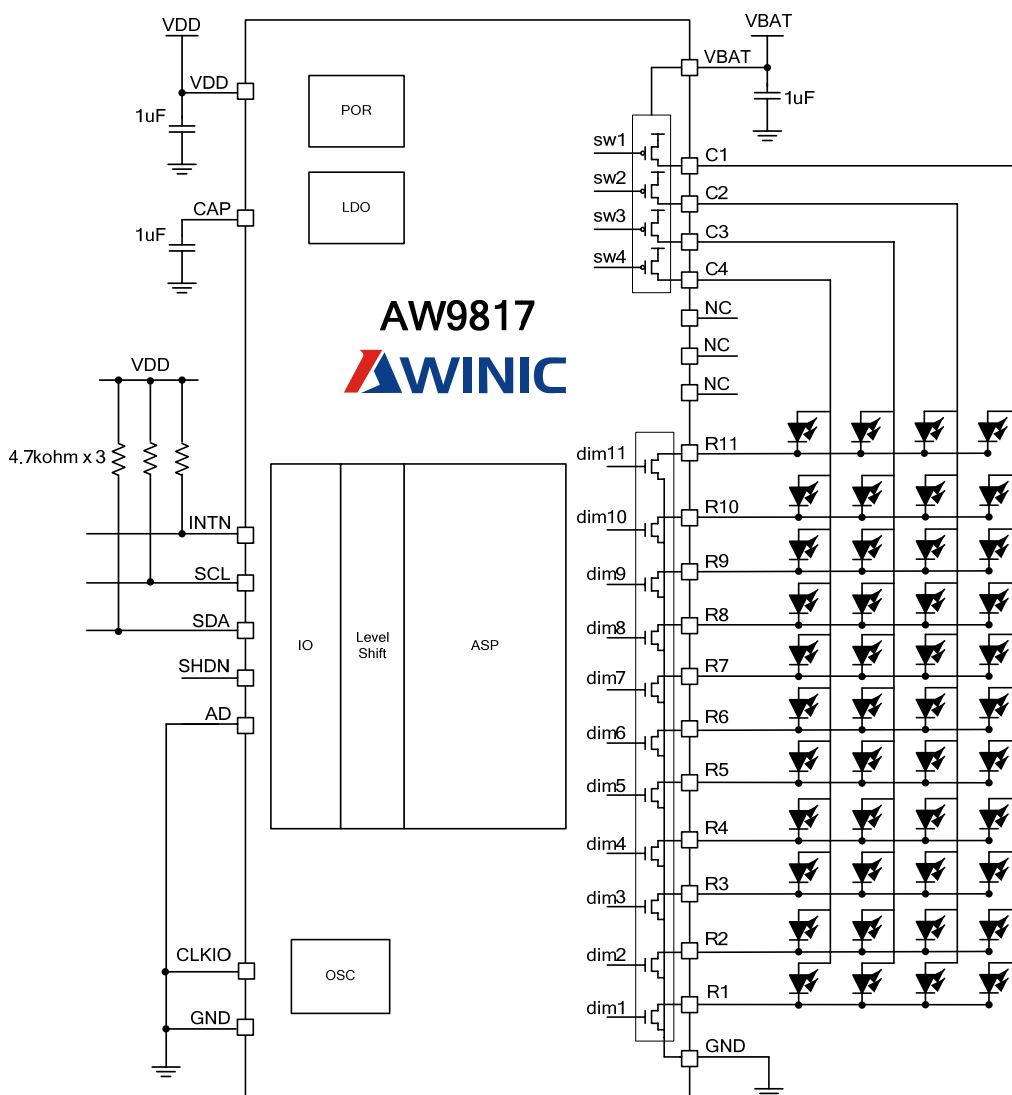 VDD
VDD
1uF
CAP
1uF
VDD
4.7kohm x 3
INTN
SCL
SDA
SHDN
AD
CLKIO
GND
POR
LDO
AW9817
AWINIC
IO
Level
Shift
ASP
OSC
VBAT
VBAT
1uF
sw1
sw2
sw3
sw4
C1
C2
C3
C4
NC
NC
NC
dim11
R11
dim10
R10
dim9
R9
dim8
R8
dim7
R7
dim6
R6
dim5
R5
dim4
R4
dim3
R3
dim2
R2
dim1
R1
GND